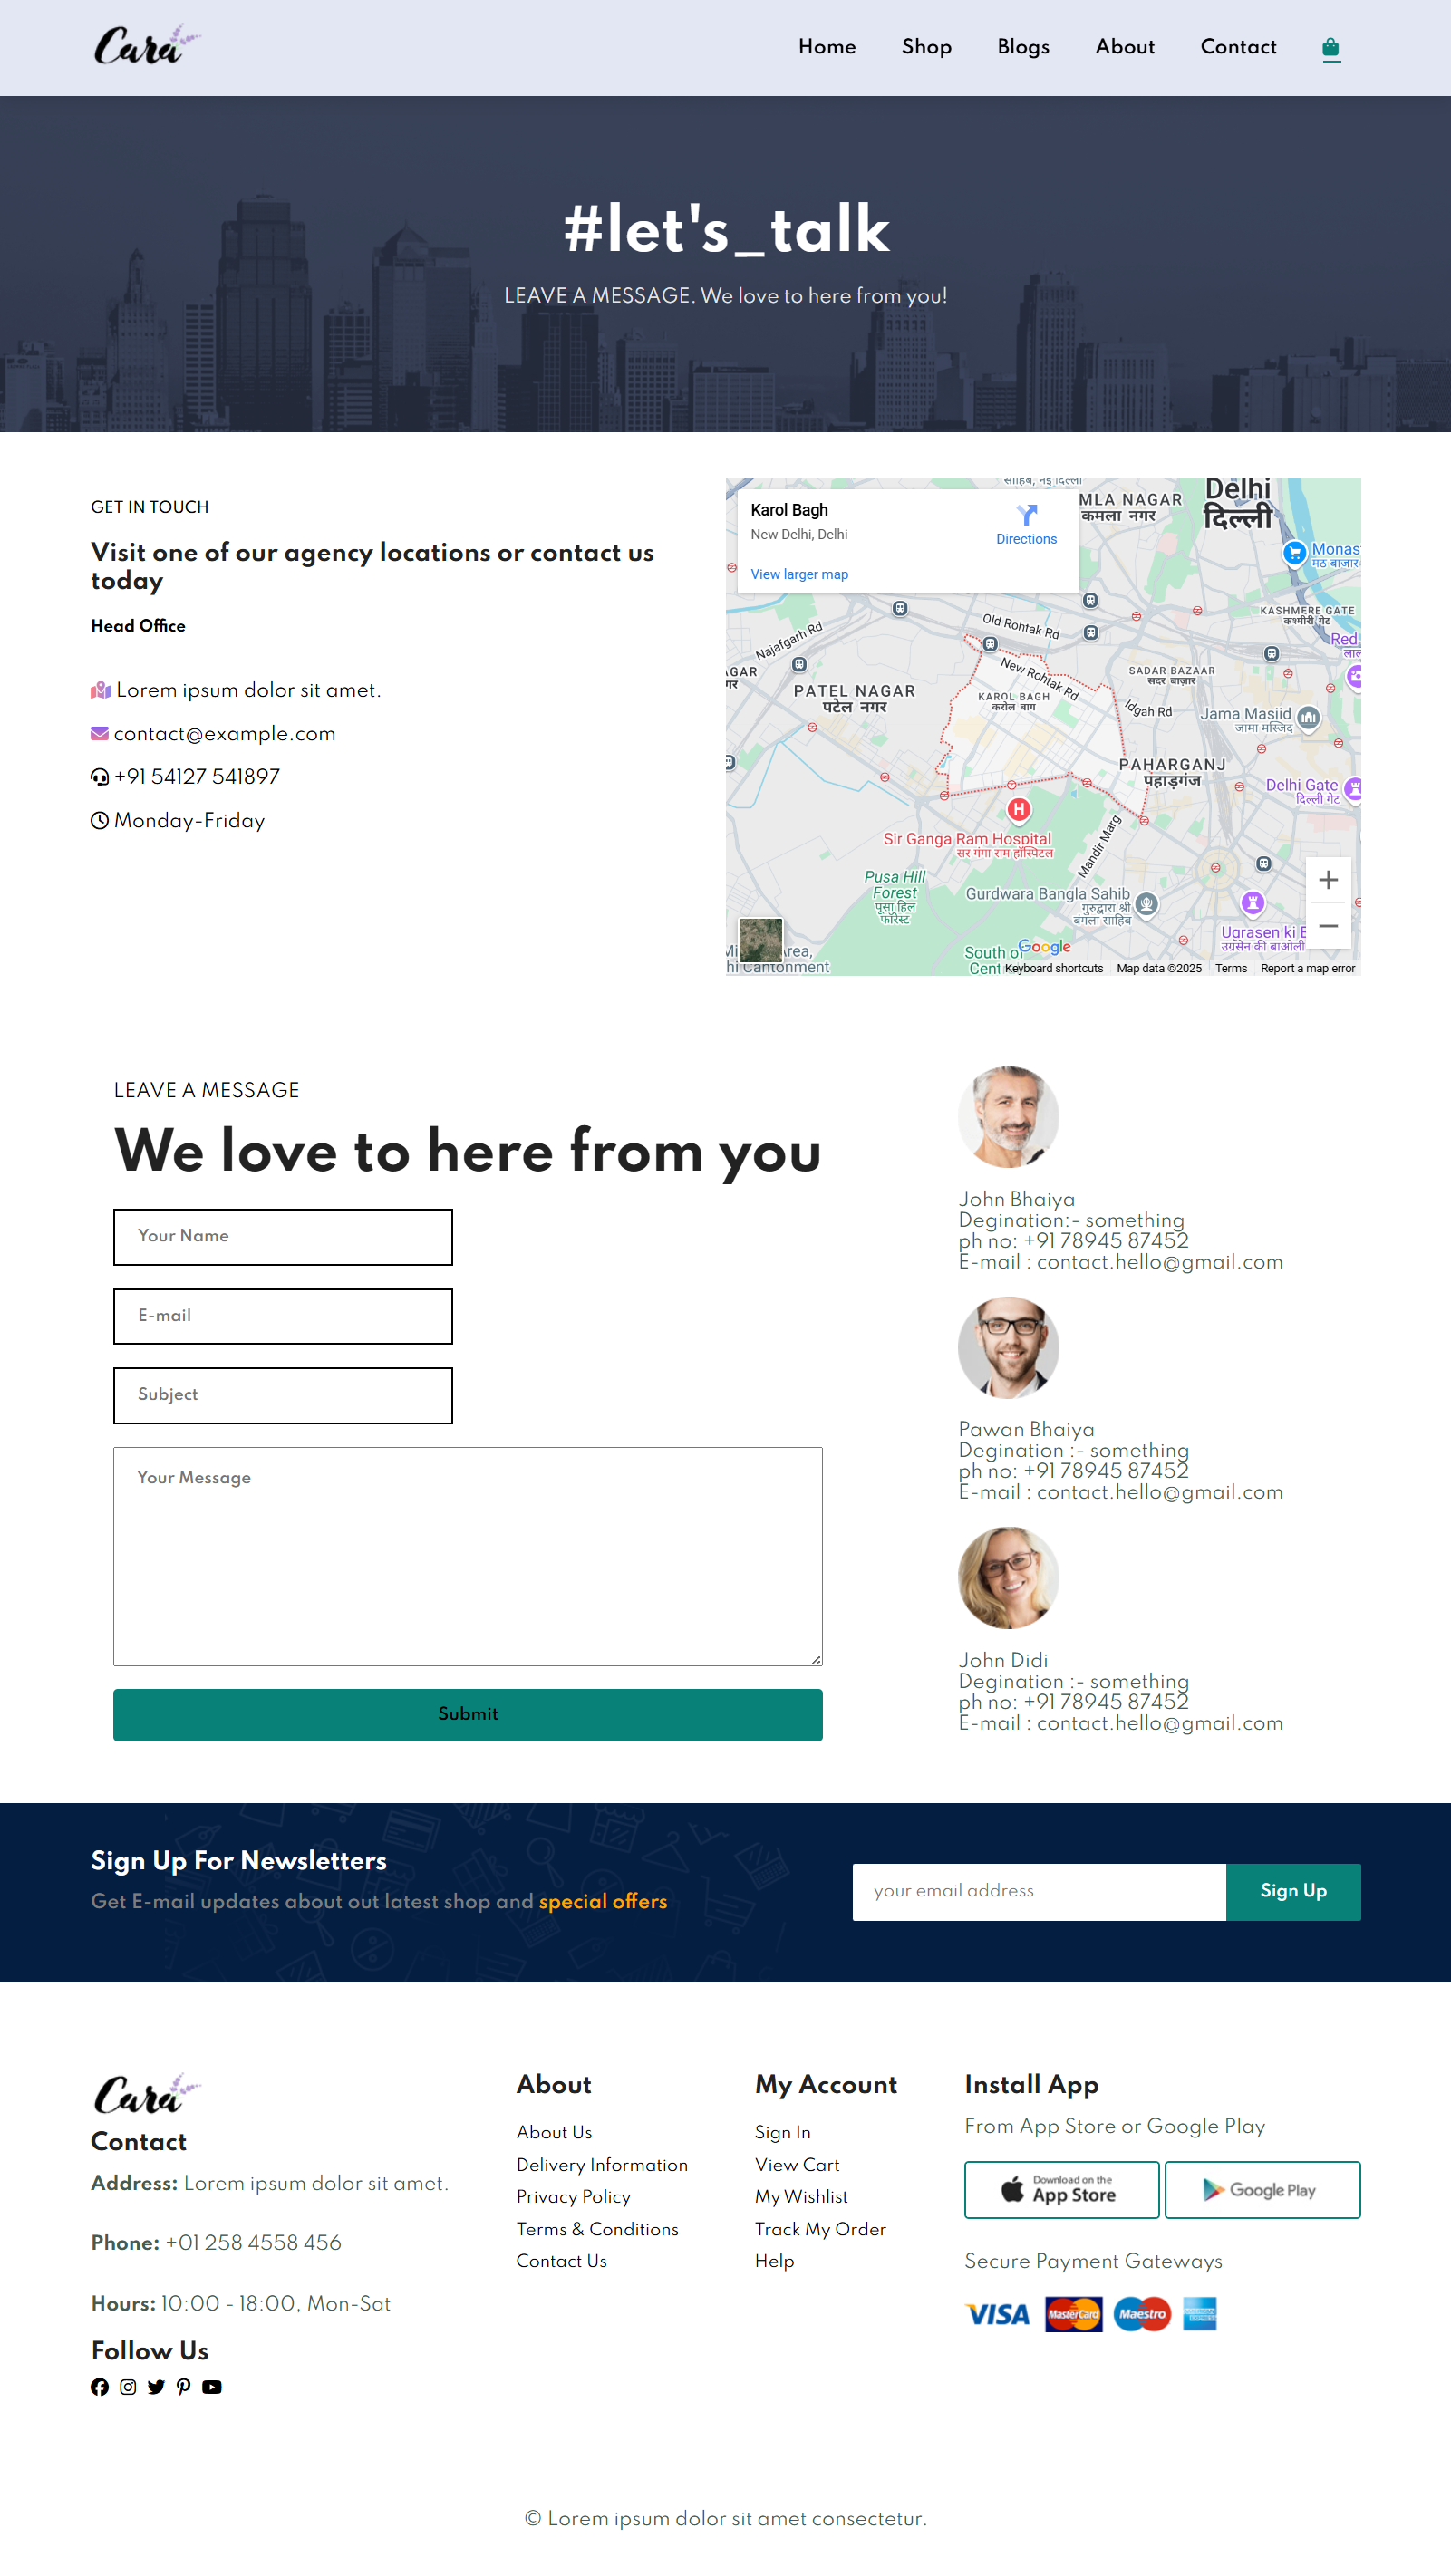 Cara
Home
Shop
Blogs
About
Contact
#let's_talk
LEAVE A MESSAGE. We love to here from you!
GET IN TOUCH
Visit one of our agency locations or contact us
today
Head Office
Lorem ipsum dolor sit amet.
contact@example.com
+91 54127 541897
Monday-Friday
Karol Bagh
New Delhi, Delhi
Directions
View larger map
साहिब, नई दिल्ली
MLA NAGAR
कमला नगर
Delhi
दिल्ली
Monas
मठ बाजार
KASHMERE GATE
कश्मीरी गेट
Old Rohtak Rd
Najafgarh Rd
Red
लाल
New Rohtak Rd
SADAR BAZAAR
सदर बाज़ार
PATEL NAGAR
पटेल नगर
KAROL BAGH
करोल बाग
Idgah Rd
Jama Masjid
जामा मस्जिद
PAHARGANJ
पहाड़गंज
Delhi Gate
दिल्ली गेट
Sir Ganga Ram Hospital
सर गंगा राम हॉस्पिटल
Mandir Marg
Pusa Hill
Forest
पूसा हिल
फॉरेस्ट
Gurdwara Bangla Sahib
गुरुद्वारा श्री
बंगला साहिब
Ugrasen ki B
उग्रसेन की बाओली
South of
Cent
rea,
hi Cantonment
Google
Keyboard shortcuts
Map data ©2025
Terms
Report a map error
LEAVE A MESSAGE
We love to here from you
Your Name
E-mail
Subject
Your Message
Submit
John Bhaiya
Degination:- something
ph no: +91 78945 87452
E-mail : contact.hello@gmail.com
Pawan Bhaiya
Degination :- something
ph no: +91 78945 87452
E-mail : contact.hello@gmail.com
John Didi
Degination :- something
ph no: +91 78945 87452
E-mail : contact.hello@gmail.com
Sign Up For Newsletters
Get E-mail updates about out latest shop and special offers
your email address
Sign Up
Cara
Contact
Address: Lorem ipsum dolor sit amet.
Phone: +01 258 4558 456
Hours: 10:00 - 18:00, Mon-Sat
Follow Us
About
About Us
Delivery Information
Privacy Policy
Terms & Conditions
Contact Us
My Account
Sign In
View Cart
My Wishlist
Track My Order
Help
Install App
From App Store or Google Play
Download on the
App Store
Google Play
Secure Payment Gateways
VISA
MasterCard
Maestro
AMERICAN EXPRESS
© Lorem ipsum dolor sit amet consectetur.